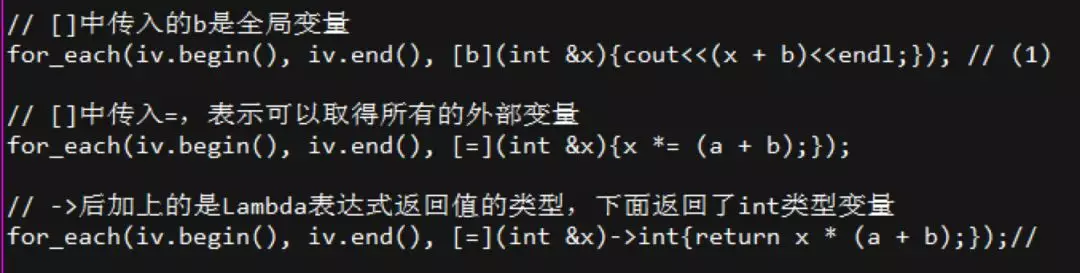 // []中传入的b是全局变量
for_each(iv.begin(), iv.end(), [b](int &x){cout<<(x + b)<<endl;}); // (1)
// []中传入=，表示可以取得所有的外部变量
for_each(iv.begin(), iv.end(), [=](int &x){x *= (a + b);});
// ->后加上的是Lambda表达式返回值的类型，下面返回了int类型变量
for_each(iv.begin(), iv.end(), [=](int &x)->int{return x * (a + b);});//